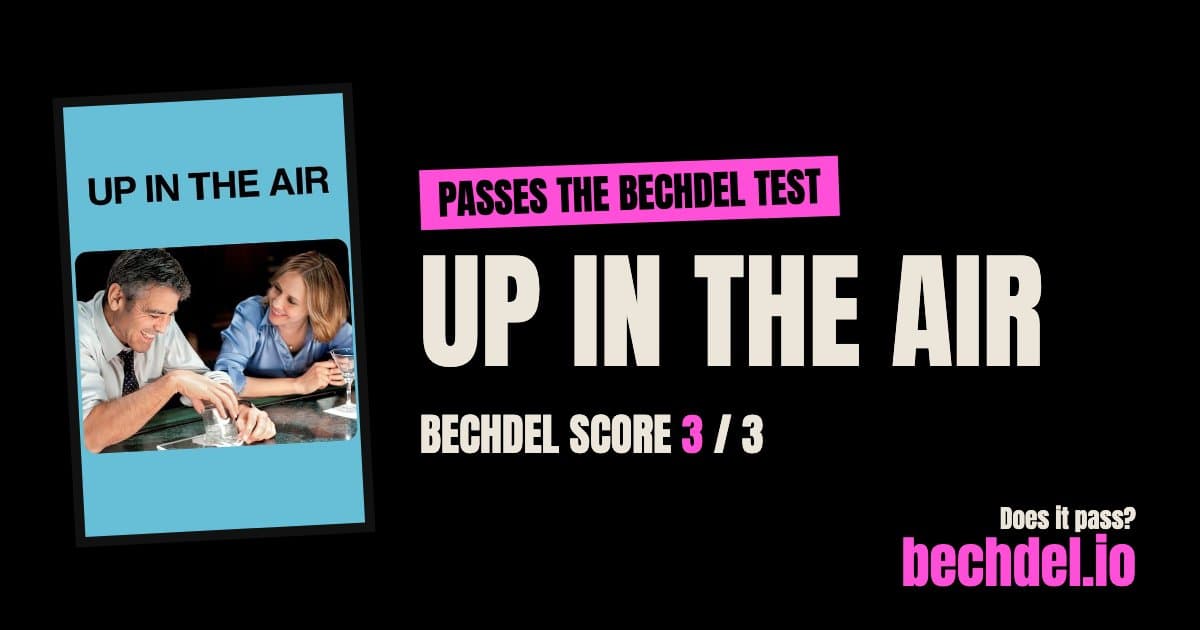 UP IN THE AIR
PASSES THE BECHDEL TEST
UP IN THE AIR
BECHDEL SCORE 3 / 3
Does it pass?
bechdel.io